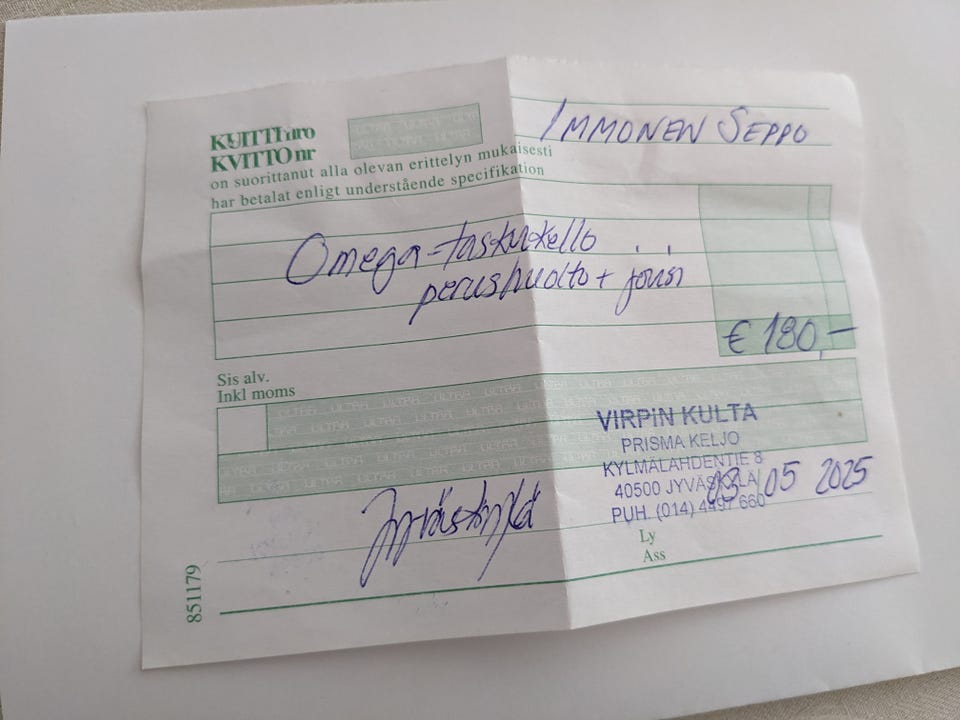 KUITTI nro
KVITTO nr
IMMONEN SEPPO
on suorittanut alla olevan erittelyn mukaisesti
har betalat enligt understående specifikation
Omega-taskukello
perushuolto + jousi
€ 180,-
Sis alv.
Inkl moms
VIRPIN KULTA
PRISMA KELJO
KYLMÄLAHDENTIE 8
40500 JYVÄSKYLÄ
03 05 2025
PUH. (014) 4497 660
Jyväskylä
Ly
Ass
851179